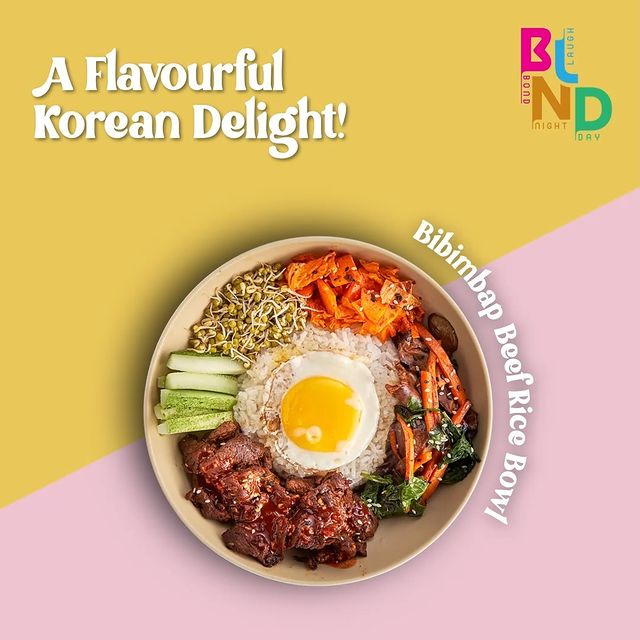 A Flavourful
Korean Delight!
BLND
BOND
LAUGH
NIGHT
DAY
Bibimbap Beef Rice Bowl